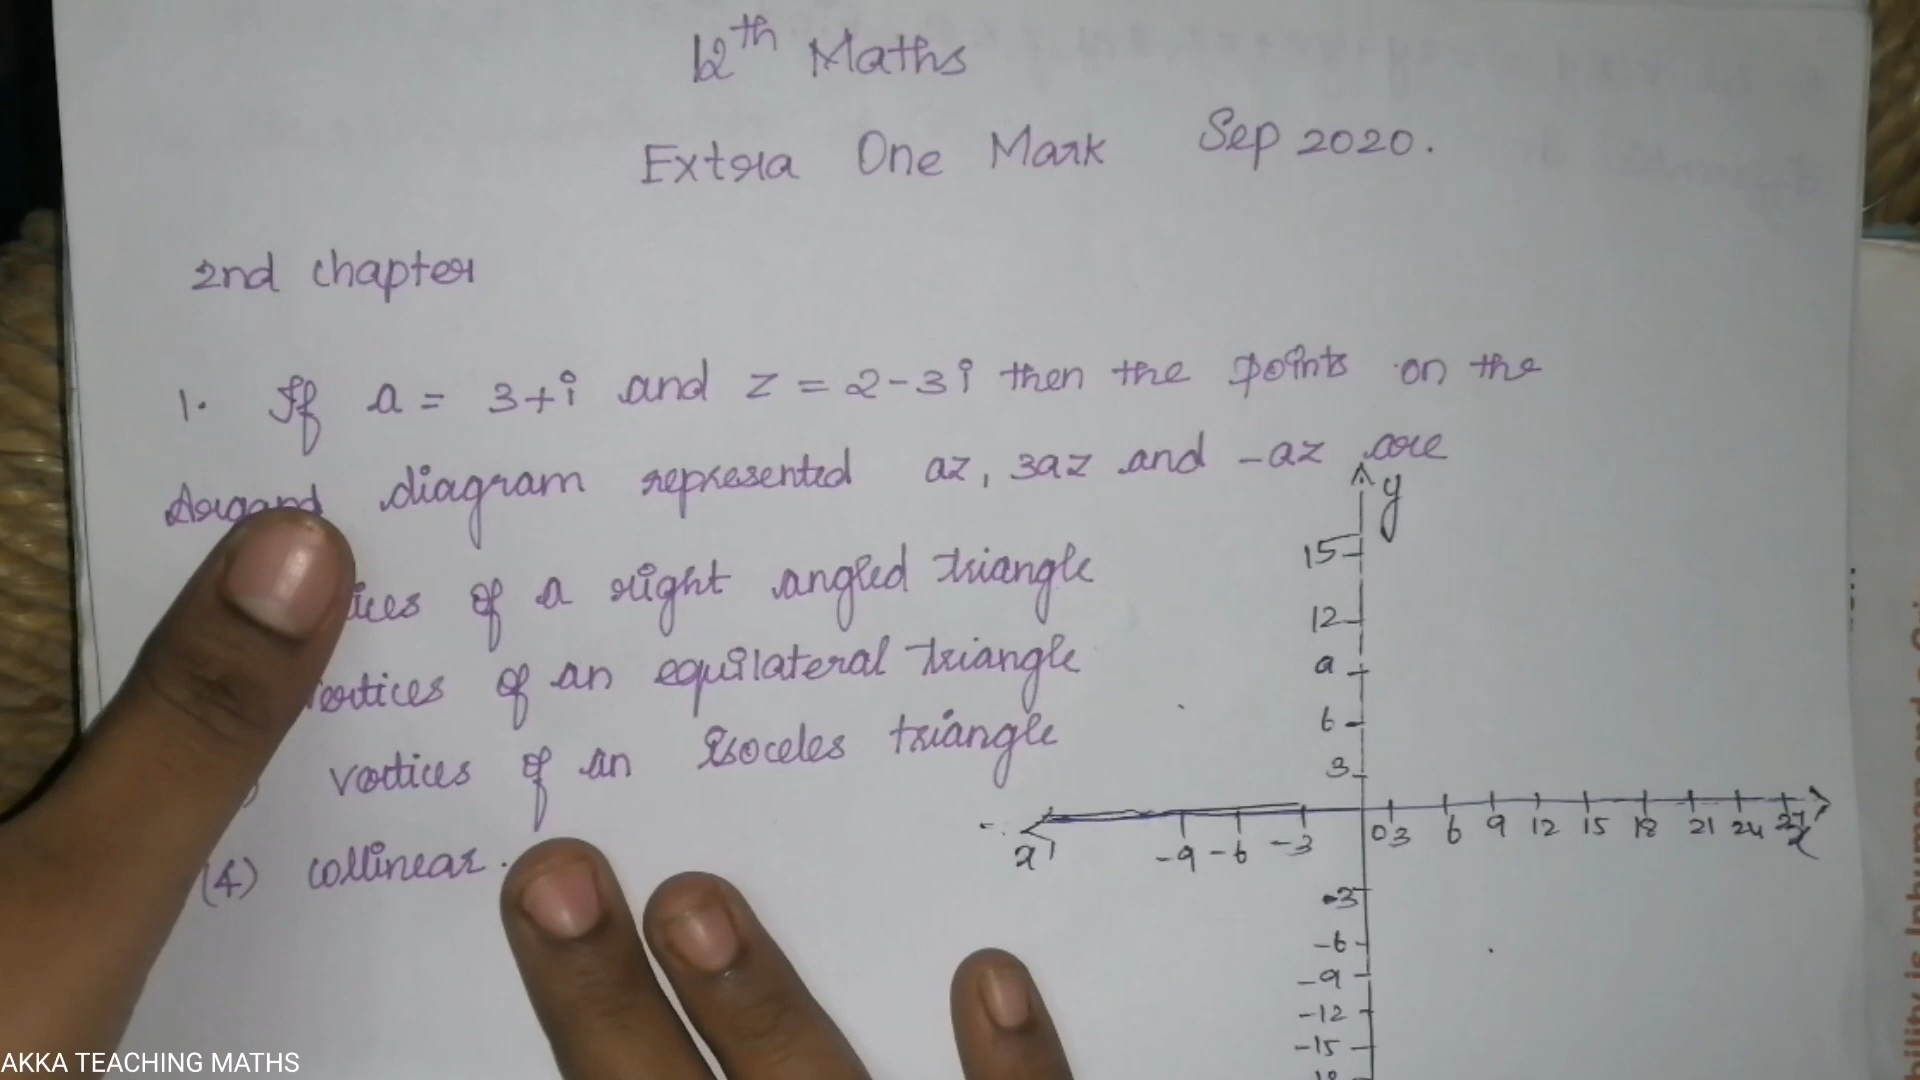 12th Maths
Extra One Mark Sep 2020.
2nd chapter
1. If a = 3+i and z = 2-3i then the points on the
Argand diagram represented az, 3az and -az are
of a right angled triangle
vertices of an equilateral triangle
vertices of an Isoceles triangle
(4) collinear.
y
15
12
9
6
3
x' -9 -6 -3 0 3 6 9 12 15 18 21 24 27 x
-3
-6
-9
-12
-15
AKKA TEACHING MATHS